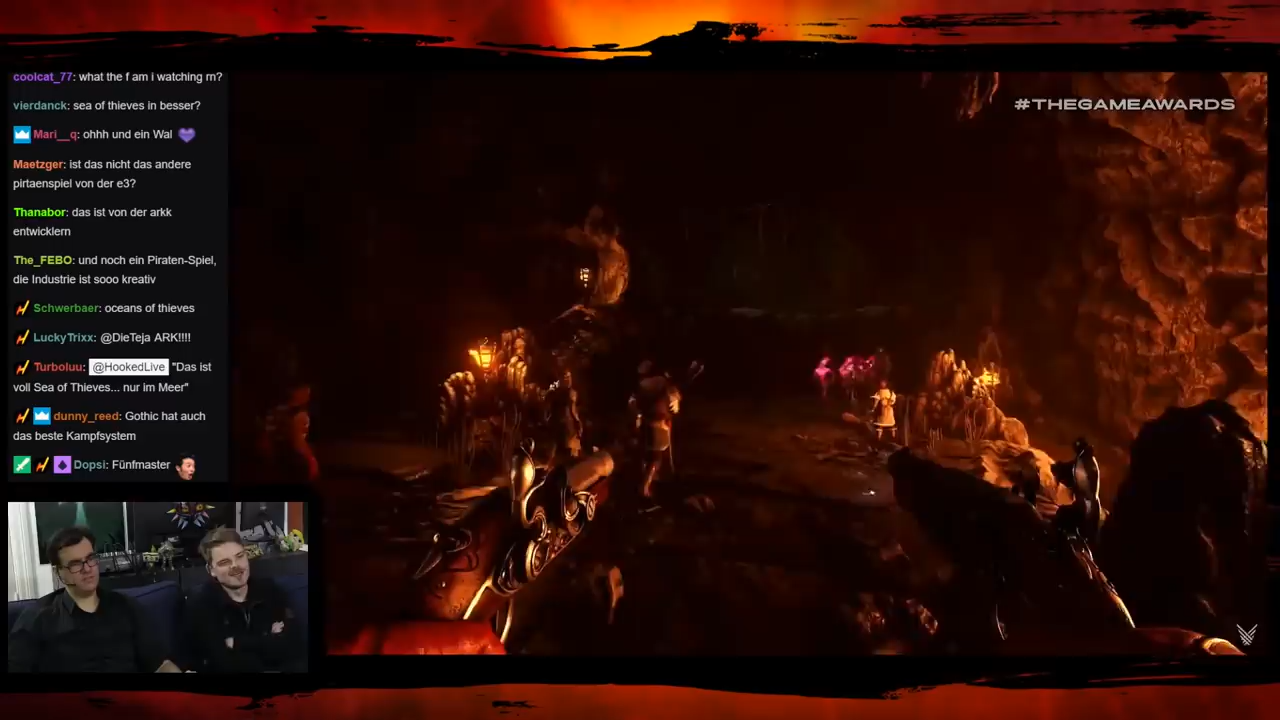 coolcat_77: what the f am i watching rn?
#THEGAMEAWARDS
vierdanck: sea of thieves in besser?
Mari__q: ohhh und ein Wal
Maetzger: ist das nicht das andere
pirtaenspiel von der e3?
Thanabor: das ist von der arkk
entwicklern
The_FEBO: und noch ein Piraten-Spiel,
die Industrie ist sooo kreativ
Schwerbaer: oceans of thieves
LuckyTrixx: @DieTeja ARK!!!!
Turboluu: @HookedLive "Das ist
voll Sea of Thieves... nur im Meer"
dunny_reed: Gothic hat auch
das beste Kampfsystem
Dopsi: Fünfmaster